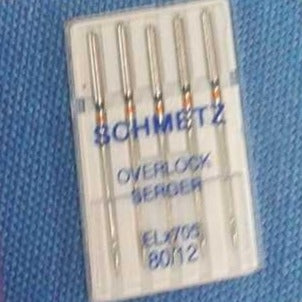 SCHMETZ
OVERLOCK
SERGER
ELx705
80/12